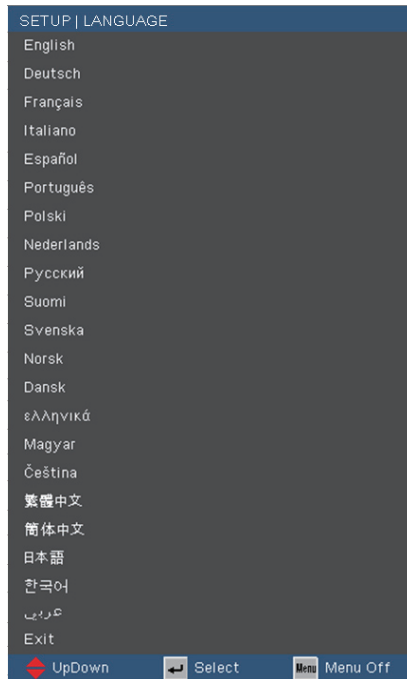 SETUP | LANGUAGE
English
Deutsch
Français
Italiano
Español
Português
Polski
Nederlands
Русский
Suomi
Svenska
Norsk
Dansk
ελληνικά
Magyar
Čeština
繁體中文
简体中文
日本語
한국어
عربي
Exit
UpDown Select Menu Menu Off